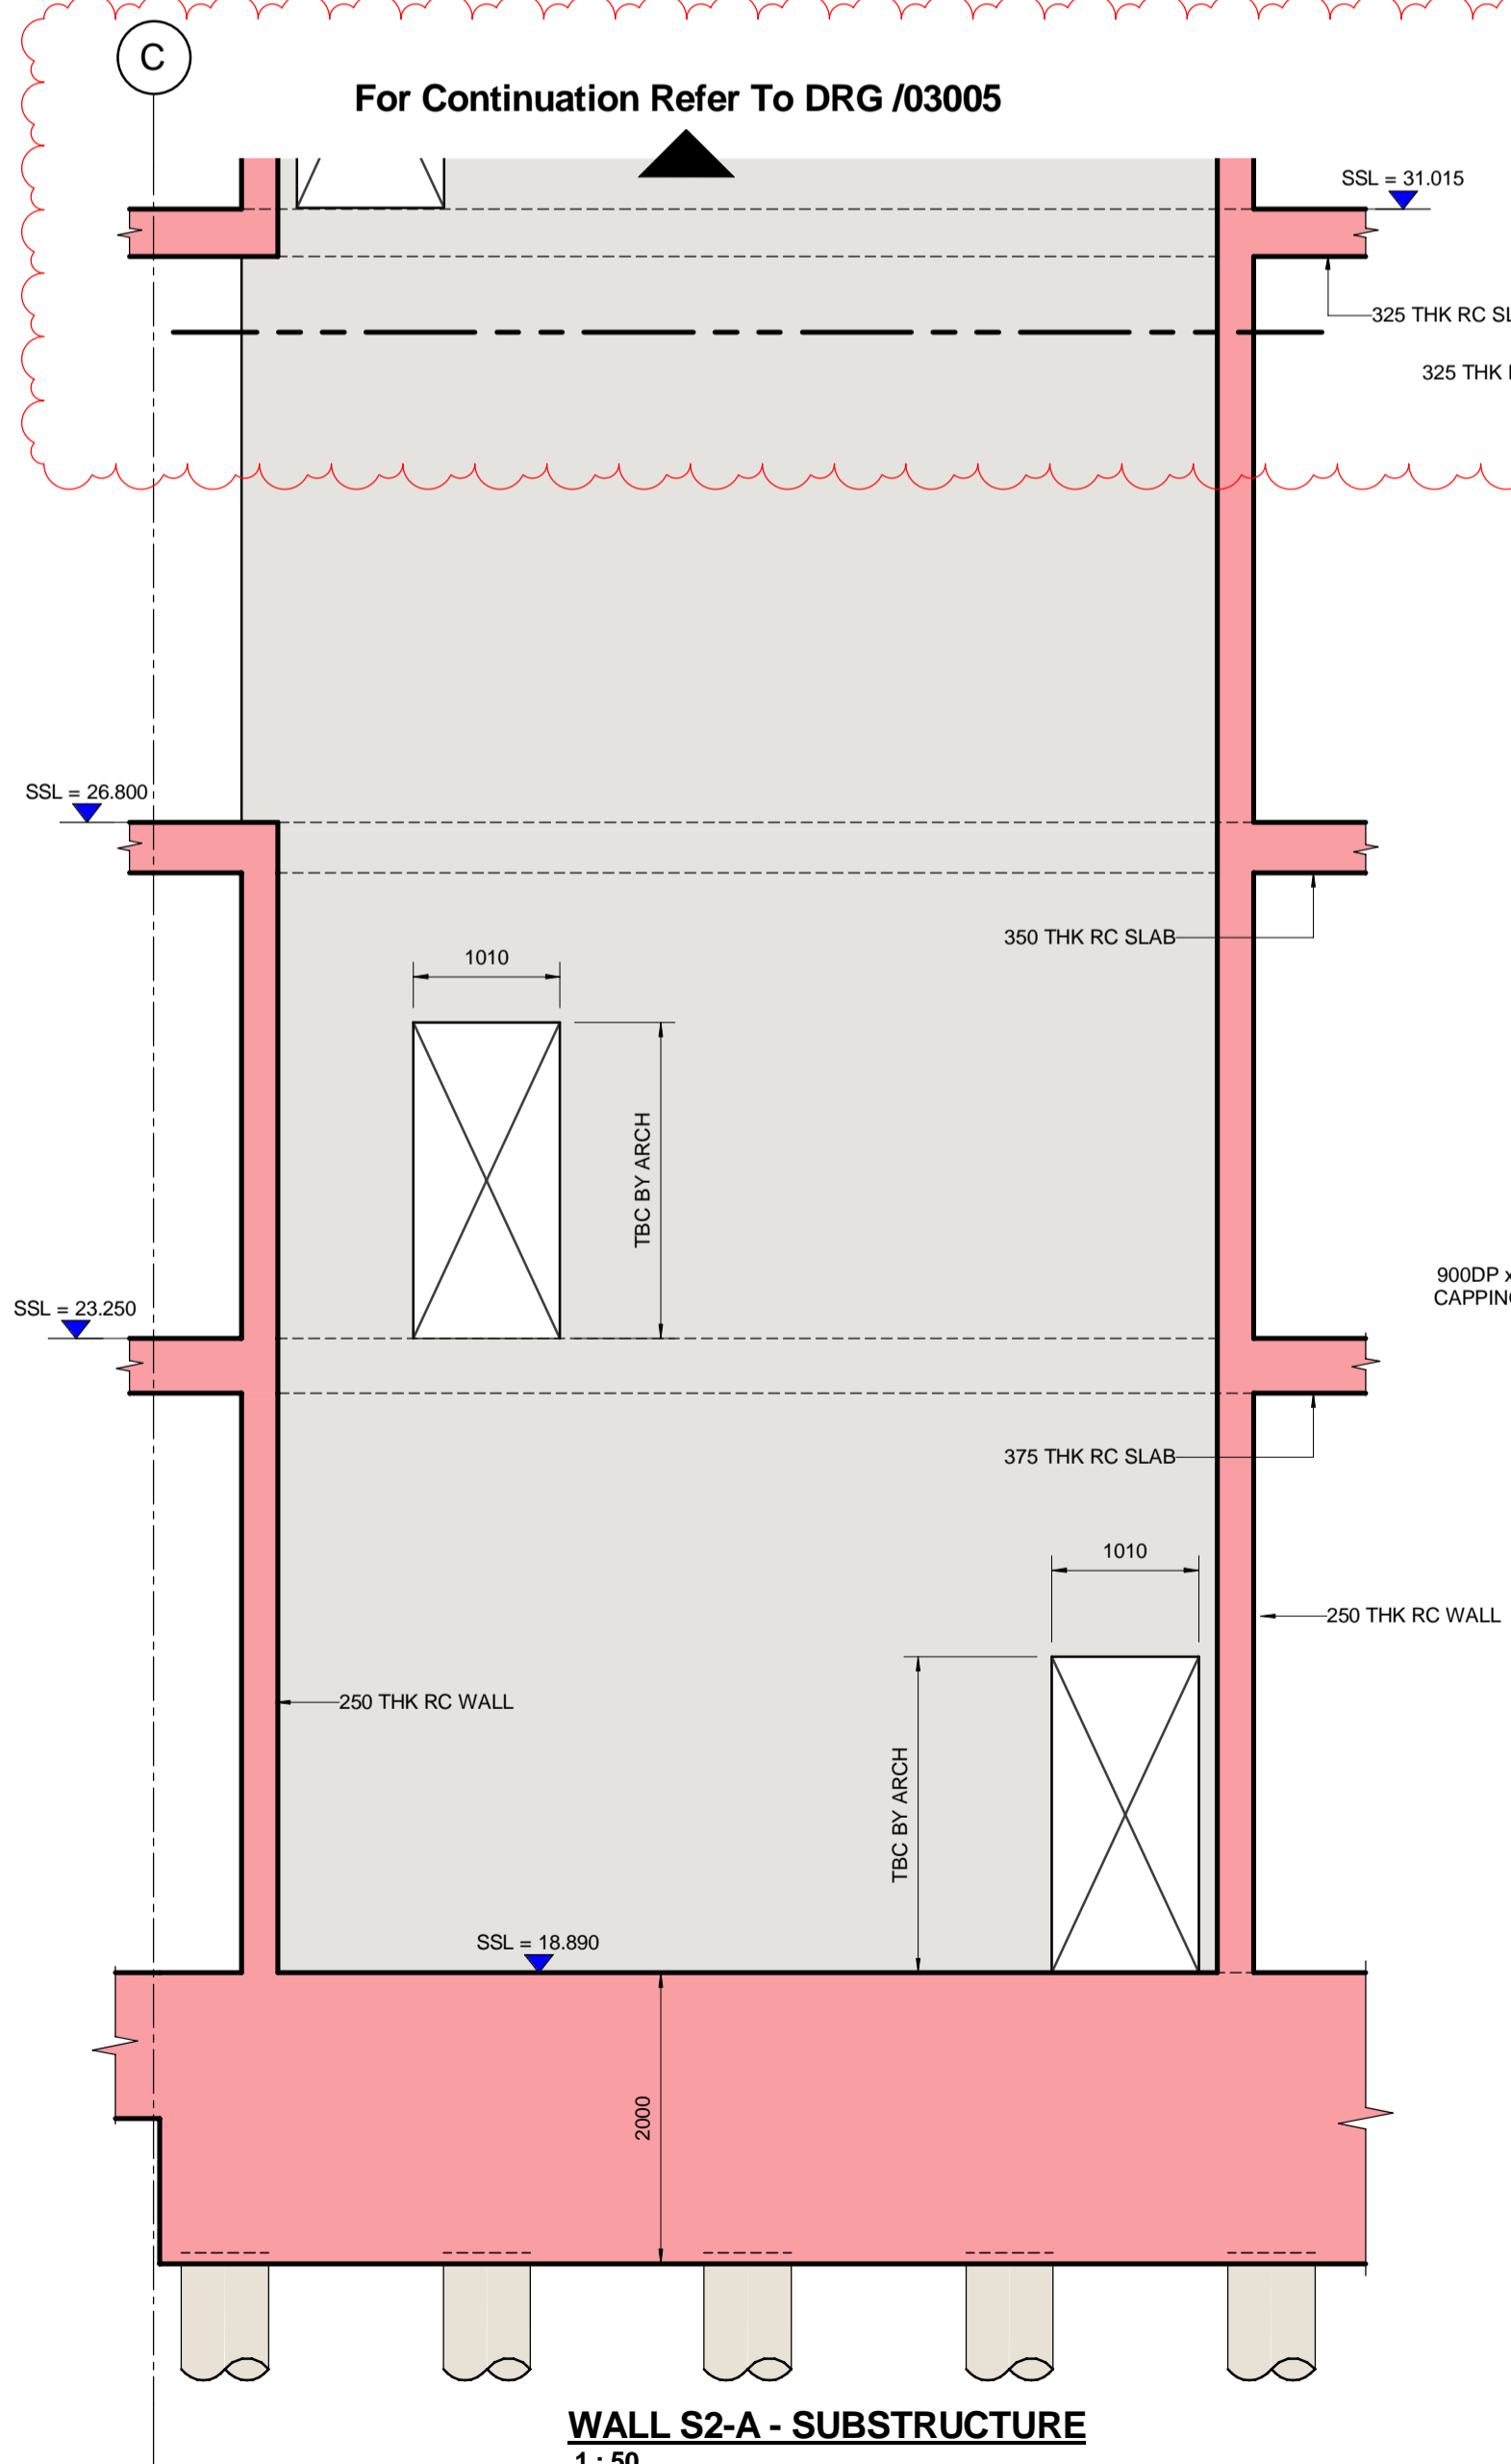 C
For Continuation Refer To DRG /03005
SSL = 31.015
325 THK RC
325 THK
SSL = 26.800
350 THK RC SLAB
1010
TBC BY ARCH
900DP x
SSL = 23.250
375 THK RC SLAB
1010
250 THK RC WALL
250 THK RC WALL
TBC BY ARCH
SSL = 18.890
2000
WALL S2-A - SUBSTRUCTURE
1 : 50